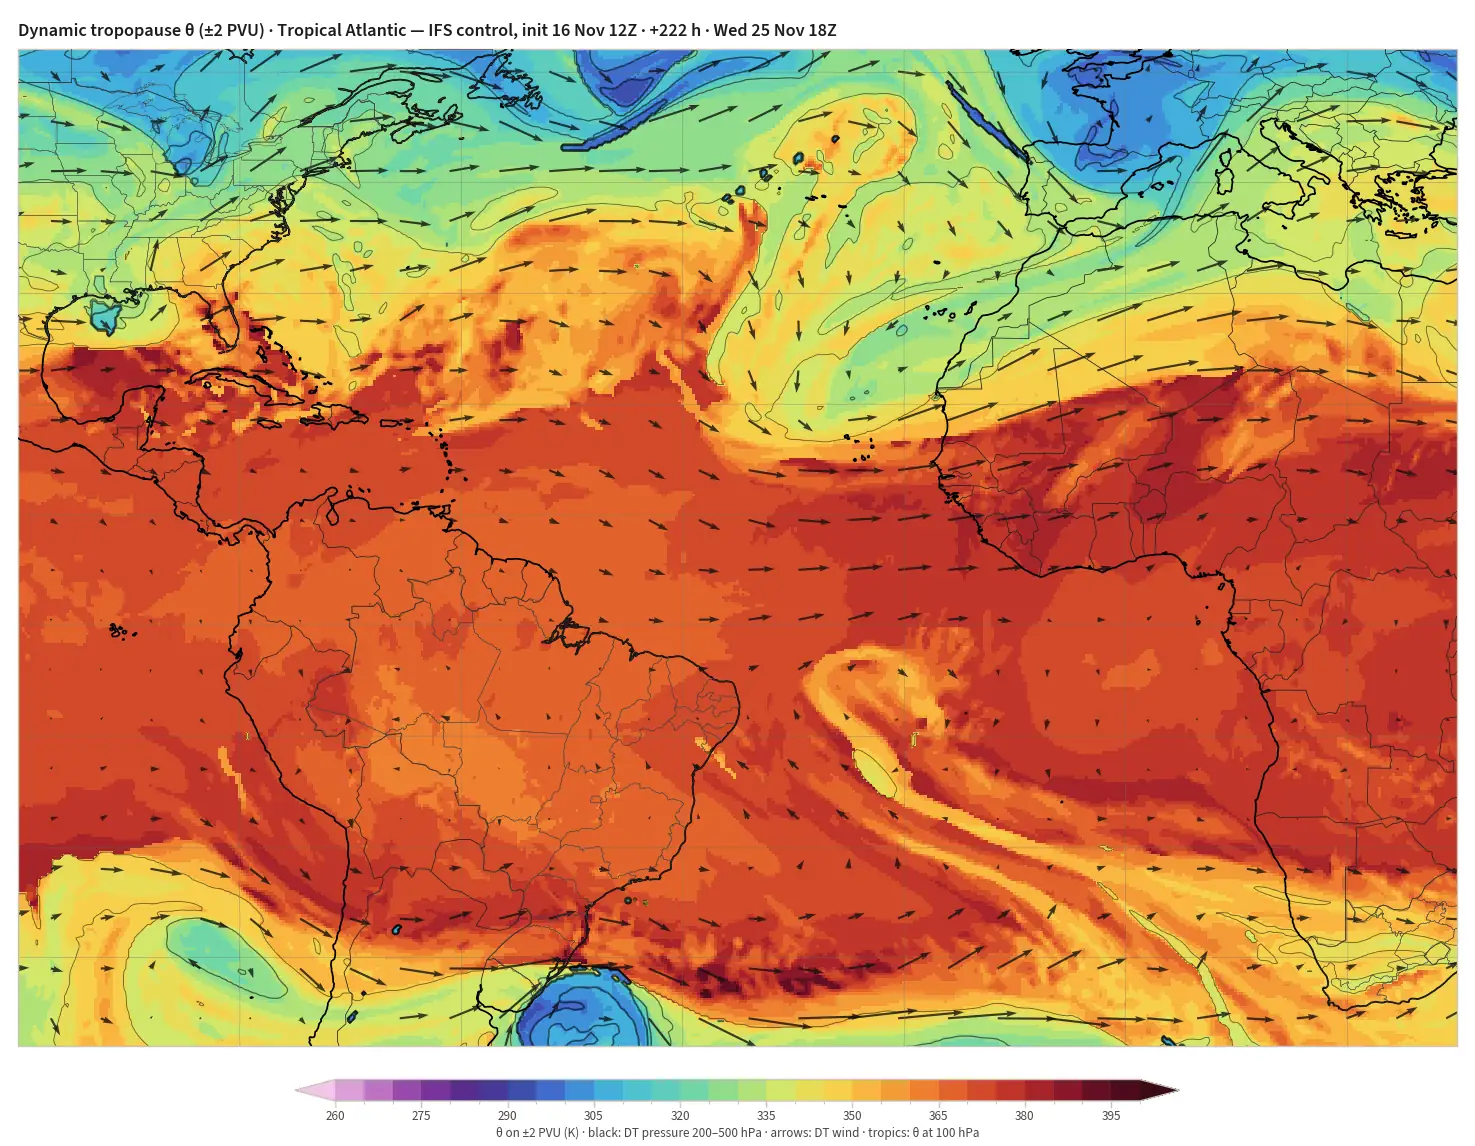 Dynamic tropopause θ (±2 PVU) · Tropical Atlantic — IFS control, init 16 Nov 12Z · +222 h · Wed 25 Nov 18Z
260 275 290 305 320 335 350 365 380 395
θ on ±2 PVU (K) · black: DT pressure 200–500 hPa · arrows: DT wind · tropics: θ at 100 hPa